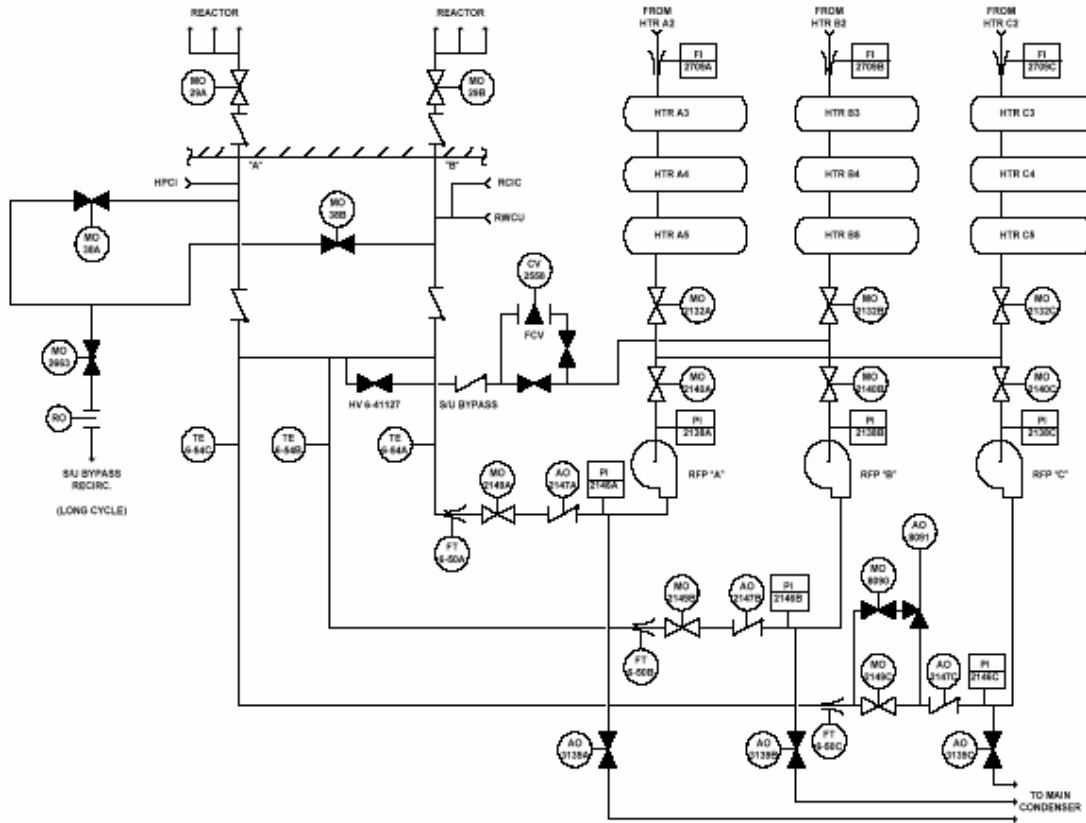 REACTOR
REACTOR
FROM
HTR A2
FROM
HTR B2
FROM
HTR C2
FI
2709A
FI
2709B
FI
2709C
MO
29A
MO
29B
HTR A3
HTR B3
HTR C3
"A"
"B"
HPCI
RCIC
RWCU
HTR A4
HTR B4
HTR C4
MO
38A
MO
38B
HTR A5
HTR B5
HTR C5
CV
2558
FCV
MO
2132A
MO
2132B
MO
2132C
MO
2663
HV 6-41127
S/U BYPASS
MO
2140A
MO
2140B
MO
2140C
RO
PI
2138A
PI
2138B
PI
2138C
TE
6-54C
TE
6-54B
TE
6-54A
S/U BYPASS
RECIRC.
(LONG CYCLE)
RFP "A"
RFP "B"
RFP "C"
MO
2149A
AO
2147A
PI
2146A
FT
6-50A
AO
8091
MO
8090
MO
2149B
AO
2147B
PI
2146B
FT
6-50B
MO
2149C
AO
2147C
PI
2146C
FT
6-50C
AO
3139A
AO
3139B
AO
3139C
TO MAIN
CONDENSER